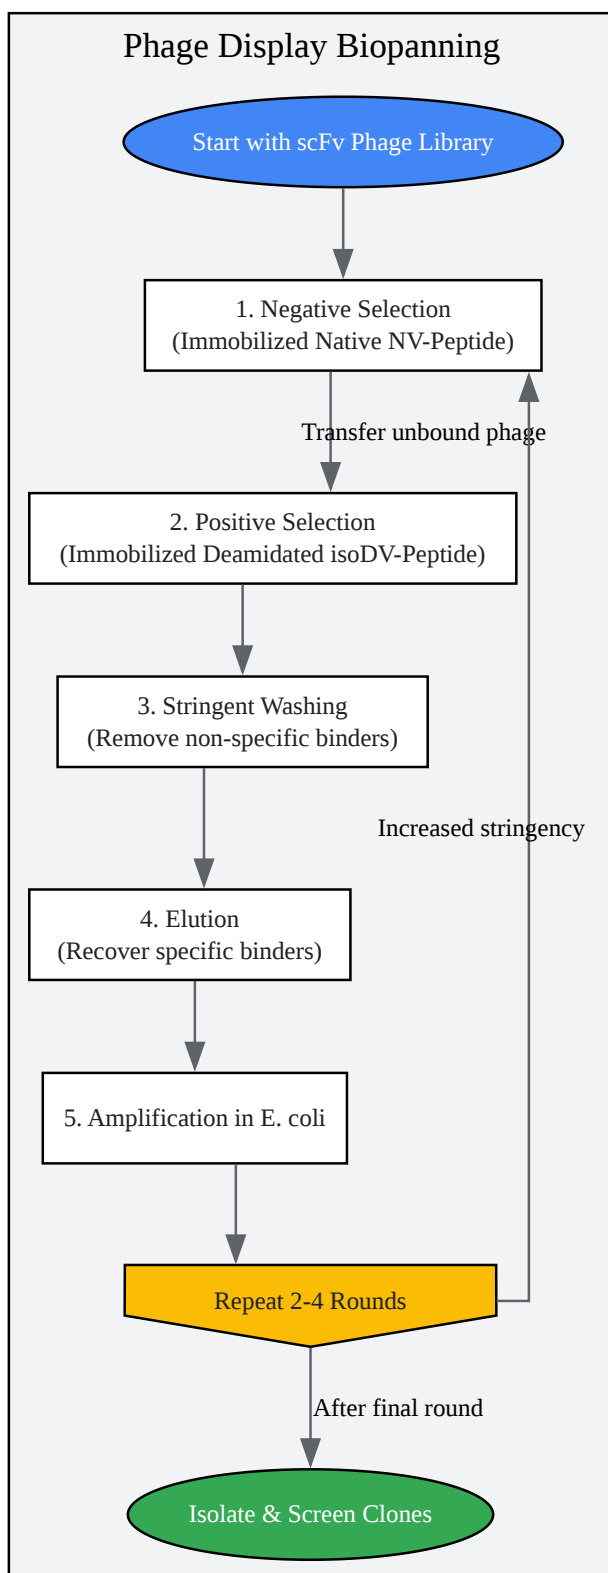 Phage Display Biopanning
Start with scFv Phage Library
1. Negative Selection
(Immobilized Native NV-Peptide)
Transfer unbound phage
2. Positive Selection
(Immobilized Deamidated isoDV-Peptide)
3. Stringent Washing
(Remove non-specific binders)
Increased stringency
4. Elution
(Recover specific binders)
5. Amplification in E. coli
Repeat 2-4 Rounds
After final round
Isolate & Screen Clones